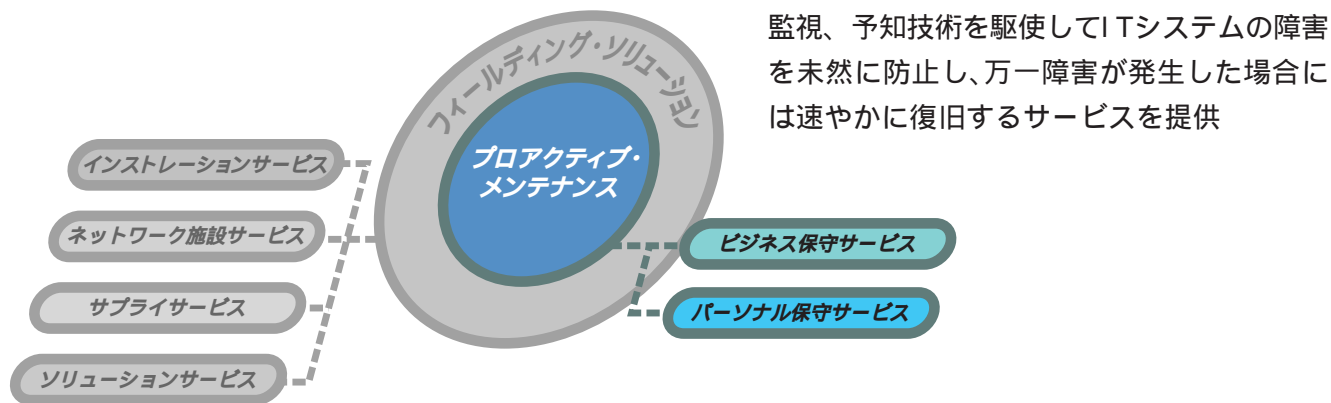 監視、予知技術を駆使してITシステムの障害
を未然に防止し、万一障害が発生した場合に
は速やかに復旧するサービスを提供
フィールディング・ソリューション
プロアクティブ・
メンテナンス
インストレーションサービス
ネットワーク施設サービス
サプライサービス
ソリューションサービス
ビジネス保守サービス
パーソナル保守サービス